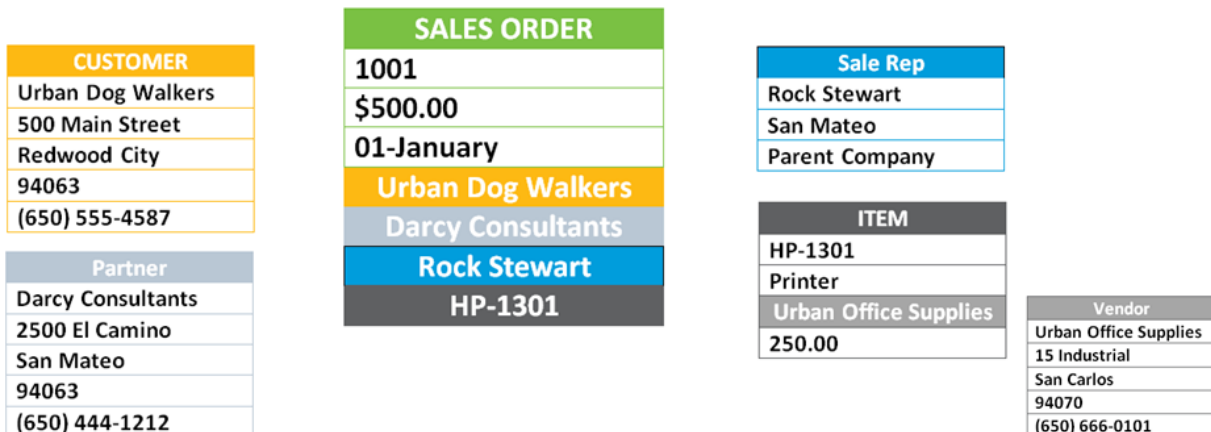 CUSTOMER
Urban Dog Walkers
500 Main Street
Redwood City
94063
(650) 555-4587
Partner
Darcy Consultants
2500 El Camino
San Mateo
94063
(650) 444-1212
SALES ORDER
1001
$500.00
01-January
Urban Dog Walkers
Darcy Consultants
Rock Stewart
HP-1301
Sale Rep
Rock Stewart
San Mateo
Parent Company
ITEM
HP-1301
Printer
Urban Office Supplies
250.00
Vendor
Urban Office Supplies
15 Industrial
San Carlos
94070
(650) 666-0101